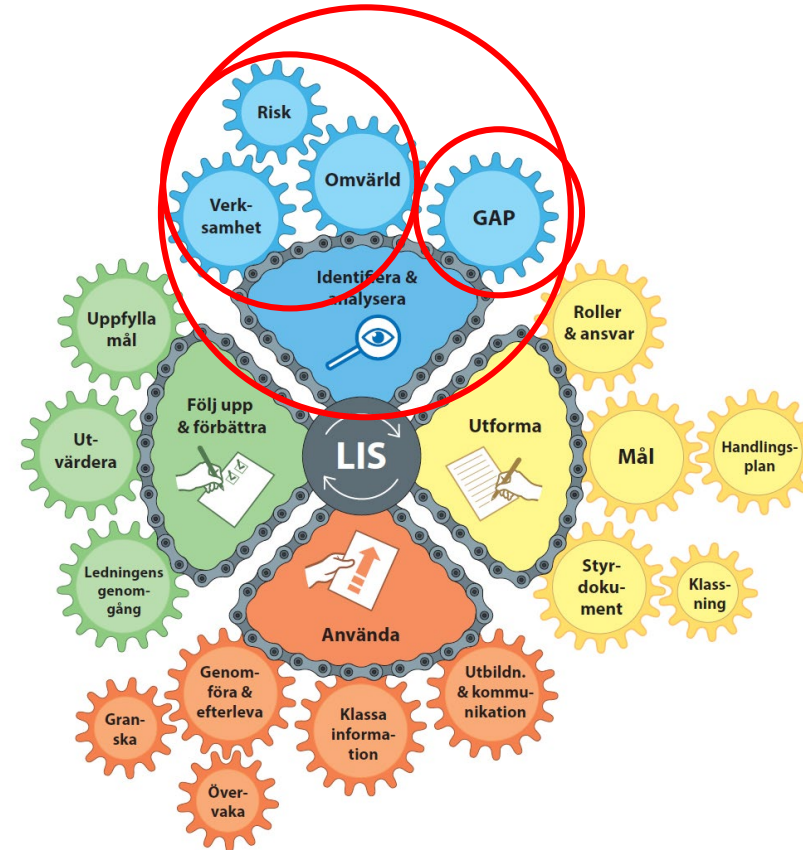 Risk
Omvärld
Verk-
samhet
GAP
Identifiera &
analysera
Uppfylla
mål
Roller
& ansvar
Följ upp
& förbättra
Utforma
Ut-
värdera
LIS
Mål
Handlings-
plan
Ledningens
genom-
gång
Styr-
doku-
ment
Klass-
ning
Använda
Genom-
föra &
efterleva
Utbildn.
& kommu-
nikation
Klassa
informa-
tion
Gran-
ska
Över-
vaka